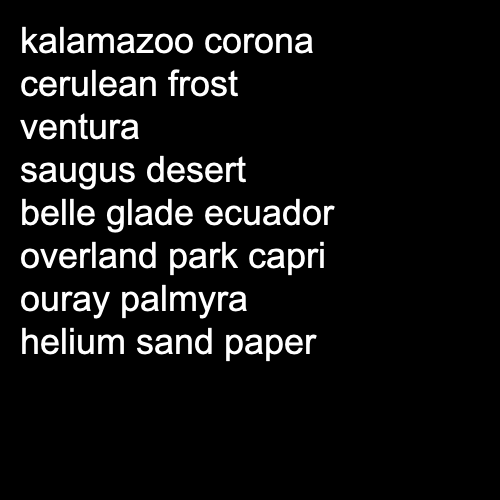 kalamazoo corona
cerulean frost
ventura
saugus desert
belle glade ecuador
overland park capri
ouray palmyra
helium sand paper